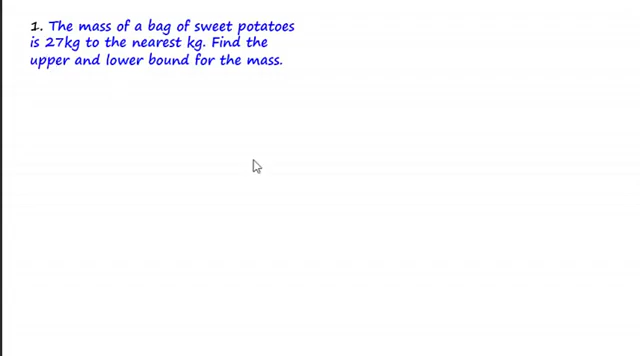 1. The mass of a bag of sweet potatoes
is 27kg to the nearest kg. Find the
upper and lower bound for the mass.